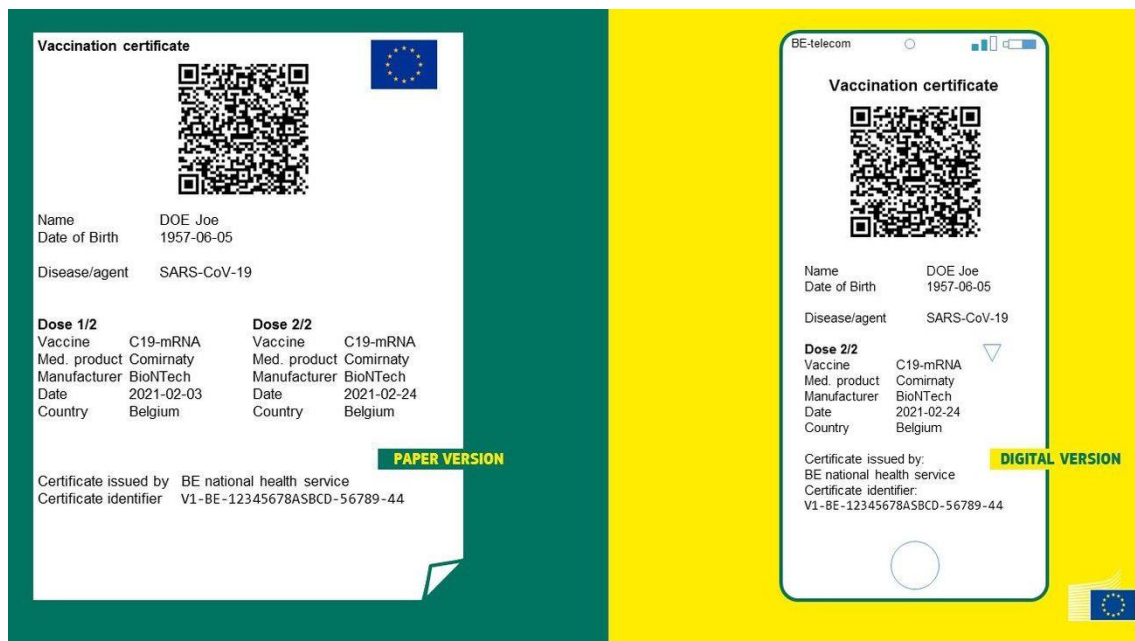 Vaccination certificate
Name DOE Joe
Date of Birth 1957-06-05
Disease/agent SARS-CoV-19
Dose 1/2 Dose 2/2
Vaccine C19-mRNA Vaccine C19-mRNA
Med. product Comirnaty Med. product Comirnaty
Manufacturer BioNTech Manufacturer BioNTech
Date 2021-02-03 Date 2021-02-24
Country Belgium Country Belgium
PAPER VERSION
Certificate issued by BE national health service
Certificate identifier V1-BE-12345678ASBCD-56789-44
BE-telecom
Vaccination certificate
Name DOE Joe
Date of Birth 1957-06-05
Disease/agent SARS-CoV-19
Dose 2/2
Vaccine C19-mRNA
Med. product Comirnaty
Manufacturer BioNTech
Date 2021-02-24
Country Belgium
Certificate issued by:
DIGITAL VERSION
BE national health service
Certificate identifier:
V1-BE-12345678ASBCD-56789-44